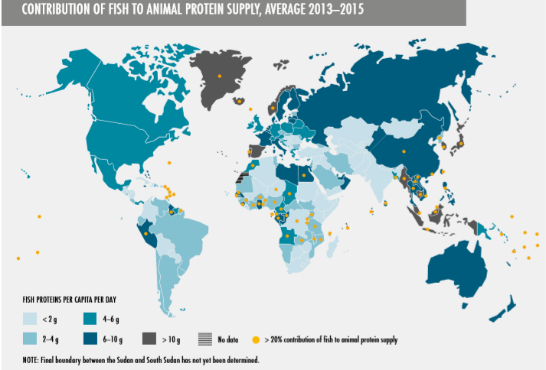 CONTRIBUTION OF FISH TO ANIMAL PROTEIN SUPPLY, AVERAGE 2013–2015
FISH PROTEINS PER CAPITA PER DAY
< 2 g 4–6 g
2–4 g 6–10 g > 10 g No data > 20% contribution of fish to animal protein supply
NOTE: Final boundary between the Sudan and South Sudan has not yet been determined.